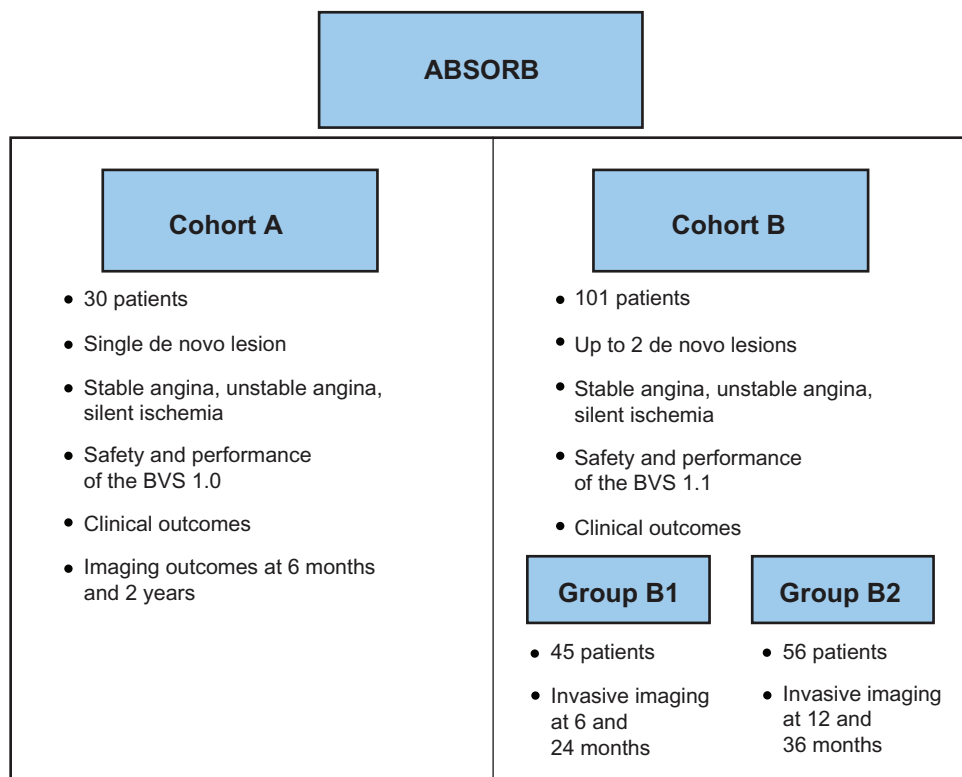 ABSORB
Cohort A
• 30 patients
• Single de novo lesion
• Stable angina, unstable angina,
silent ischemia
• Safety and performance
of the BVS 1.0
• Clinical outcomes
• Imaging outcomes at 6 months
and 2 years
Cohort B
• 101 patients
• Up to 2 de novo lesions
• Stable angina, unstable angina,
silent ischemia
• Safety and performance
of the BVS 1.1
• Clinical outcomes
Group B1
• 45 patients
• Invasive imaging
at 6 and
24 months
Group B2
• 56 patients
• Invasive imaging
at 12 and
36 months